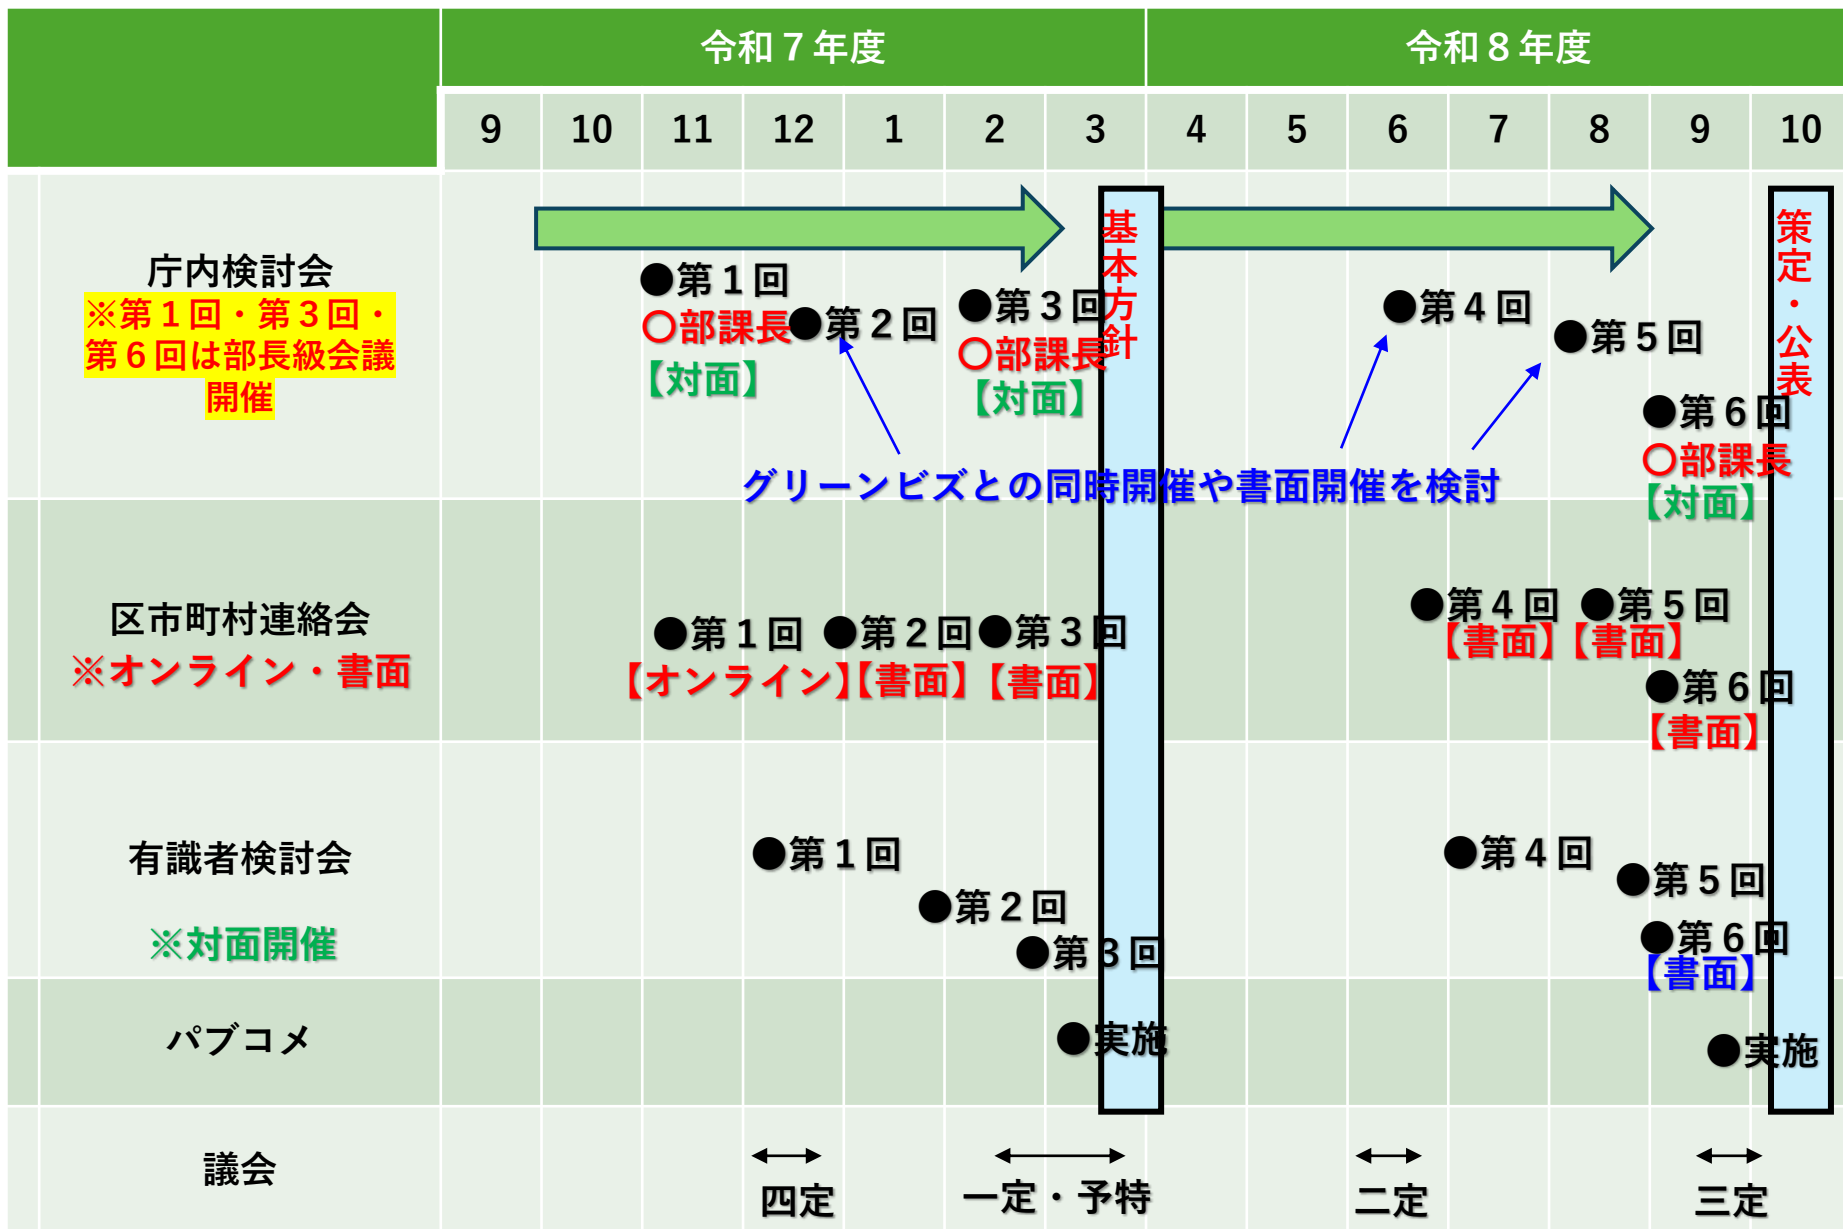 令和７年度
令和８年度
9 10 11 12 1 2 3 4 5 6 7 8 9 10
庁内検討会
※第１回・第３回・
第６回は部長級会議
開催
●第１回
〇部課長
【対面】
●第２回
●第３回
〇部課長
【対面】
基本方針
●第４回
●第５回
●第６回
〇部課長
【対面】
策定・公表
グリーンビズとの同時開催や書面開催を検討
区市町村連絡会
※オンライン・書面
●第１回
【オンライン】
●第２回
【書面】
●第３回
【書面】
●第４回
【書面】
●第５回
【書面】
●第６回
【書面】
有識者検討会
※対面開催
●第１回
●第２回
●第３回
●第４回
●第５回
●第６回
【書面】
パブコメ
●実施
●実施
議会
四定
一定・予特
二定
三定